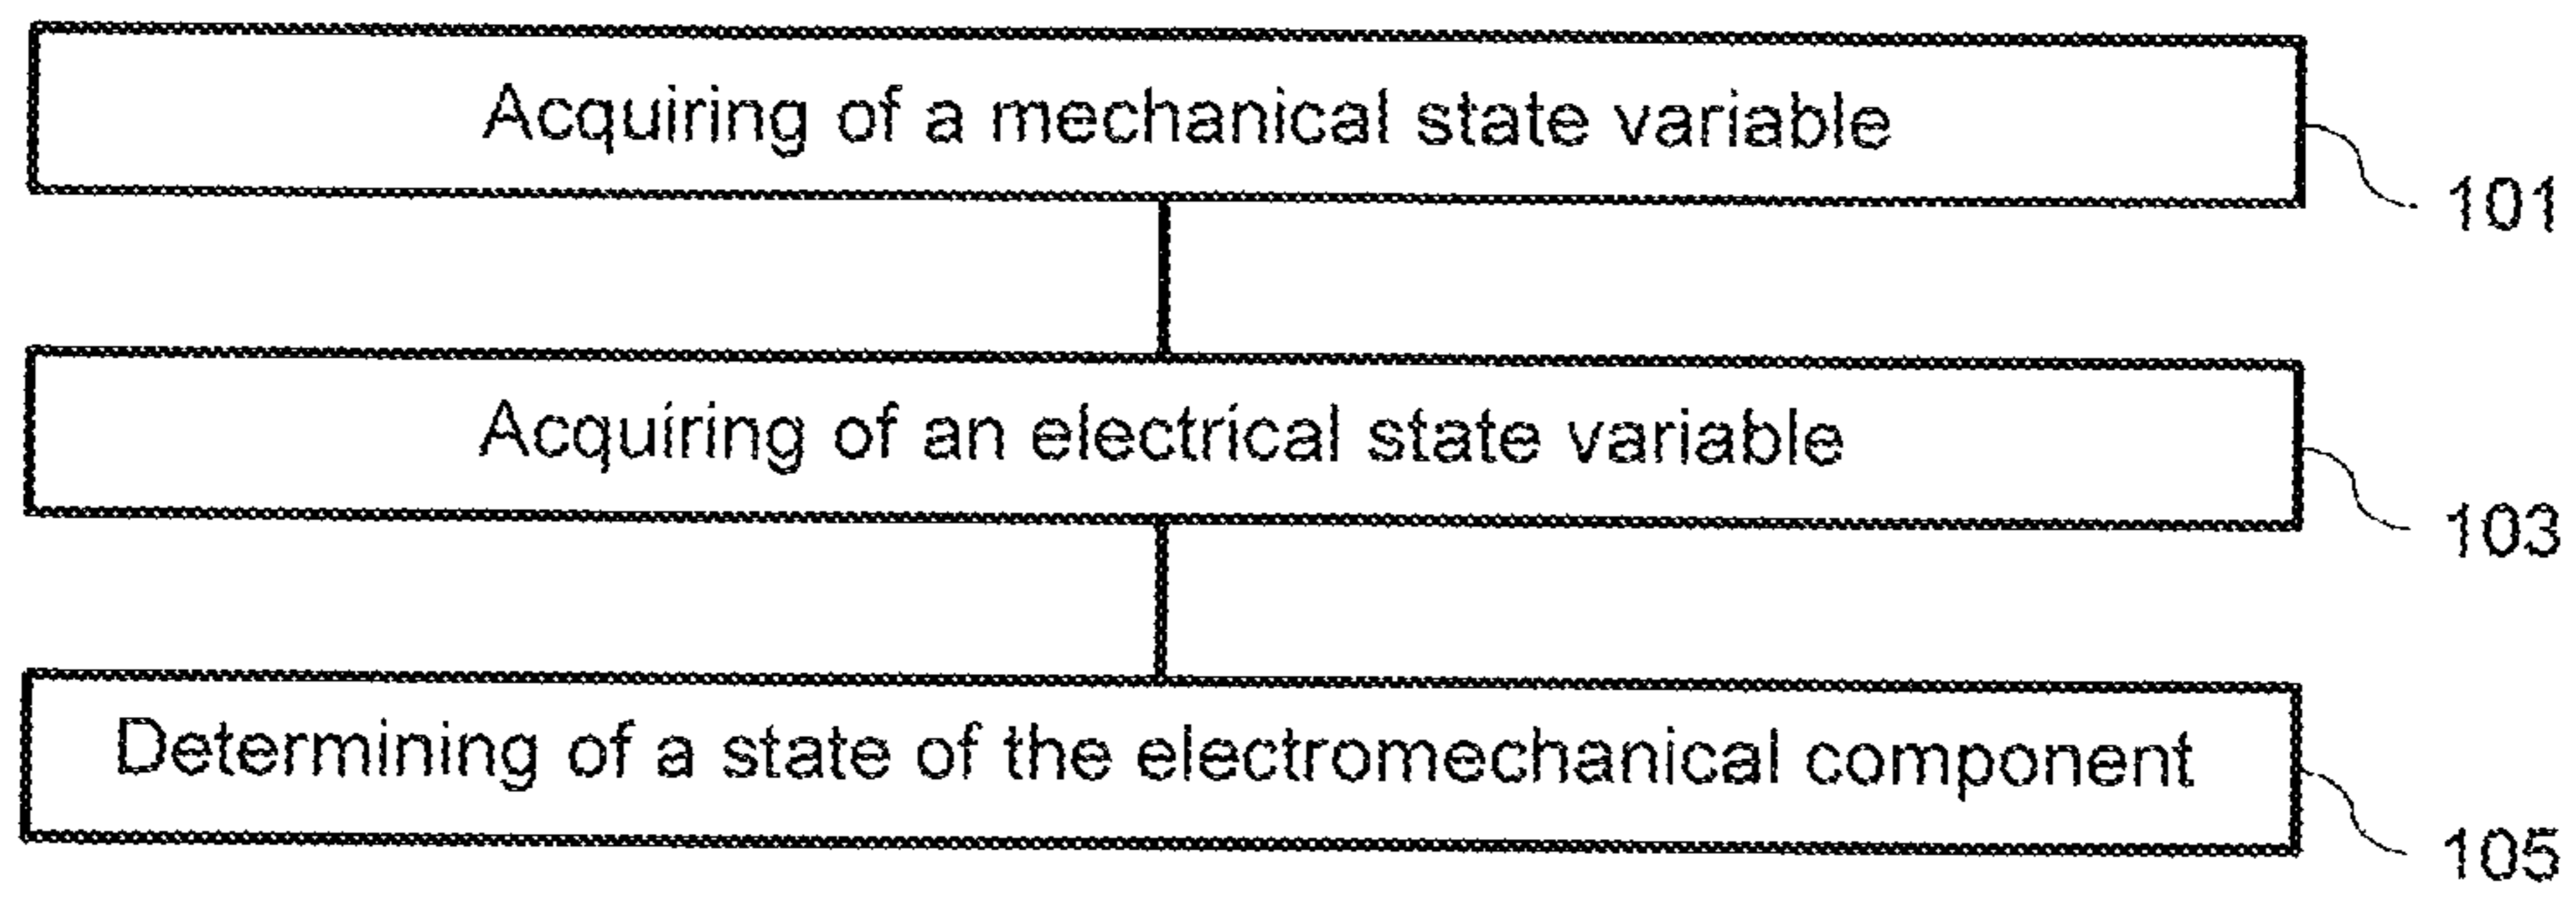 Acquiring of a mechanical state variable
101
Acquiring of an electrical state variable
103
Determining of a state of the electromechanical component
105